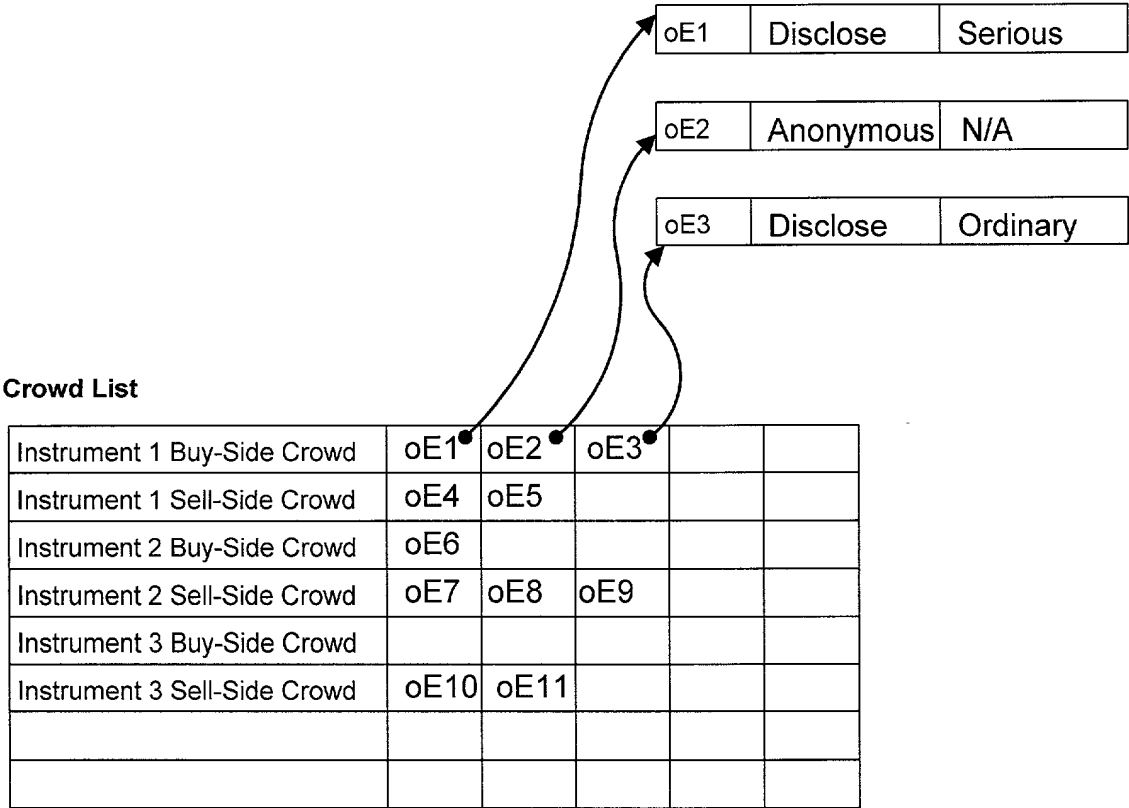 oE1 Disclose Serious
oE2 Anonymous N/A
oE3 Disclose Ordinary
Crowd List
Instrument 1 Buy-Side Crowd oE1 oE2 oE3
Instrument 1 Sell-Side Crowd oE4 oE5
Instrument 2 Buy-Side Crowd oE6
Instrument 2 Sell-Side Crowd oE7 oE8 oE9
Instrument 3 Buy-Side Crowd
Instrument 3 Sell-Side Crowd oE10 oE11